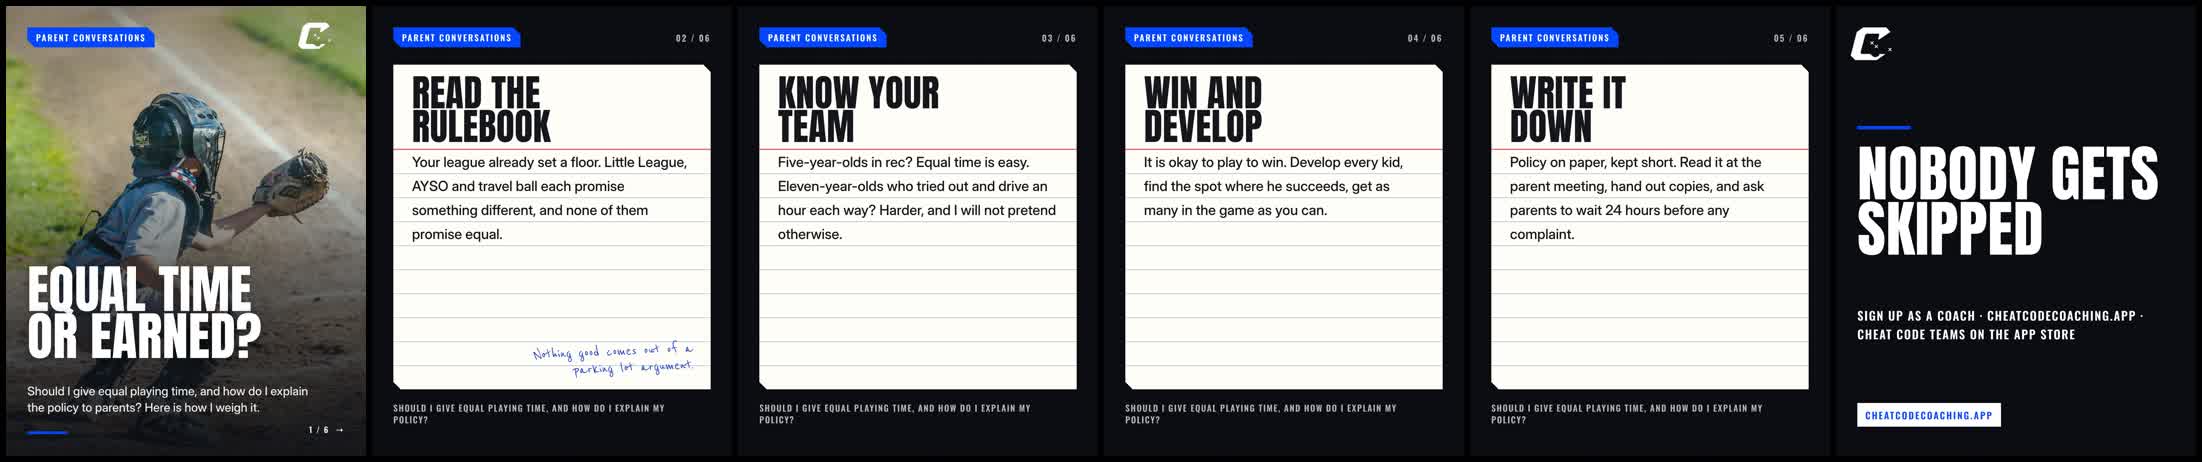 PARENT CONVERSATIONS
EQUAL TIME
OR EARNED?
Should I give equal playing time, and how do I explain
the policy to parents? Here is how I weigh it.
1 / 6 →
PARENT CONVERSATIONS
02 / 06
READ THE
RULEBOOK
Your league already set a floor. Little League,
AYSO and travel ball each promise
something different, and none of them
promise equal.
Nothing good comes out of a
parking lot argument.
SHOULD I GIVE EQUAL PLAYING TIME, AND HOW DO I EXPLAIN MY
POLICY?
PARENT CONVERSATIONS
03 / 06
KNOW YOUR
TEAM
Five-year-olds in rec? Equal time is easy.
Eleven-year-olds who tried out and drive an
hour each way? Harder, and I will not pretend
otherwise.
SHOULD I GIVE EQUAL PLAYING TIME, AND HOW DO I EXPLAIN MY
POLICY?
PARENT CONVERSATIONS
04 / 06
WIN AND
DEVELOP
It is okay to play to win. Develop every kid,
find the spot where he succeeds, get as
many in the game as you can.
SHOULD I GIVE EQUAL PLAYING TIME, AND HOW DO I EXPLAIN MY
POLICY?
PARENT CONVERSATIONS
05 / 06
WRITE IT
DOWN
Policy on paper, kept short. Read it at the
parent meeting, hand out copies, and ask
parents to wait 24 hours before any
complaint.
SHOULD I GIVE EQUAL PLAYING TIME, AND HOW DO I EXPLAIN MY
POLICY?
NOBODY GETS
SKIPPED
SIGN UP AS A COACH · CHEATCODECOACHING.APP ·
CHEAT CODE TEAMS ON THE APP STORE
CHEATCODECOACHING.APP